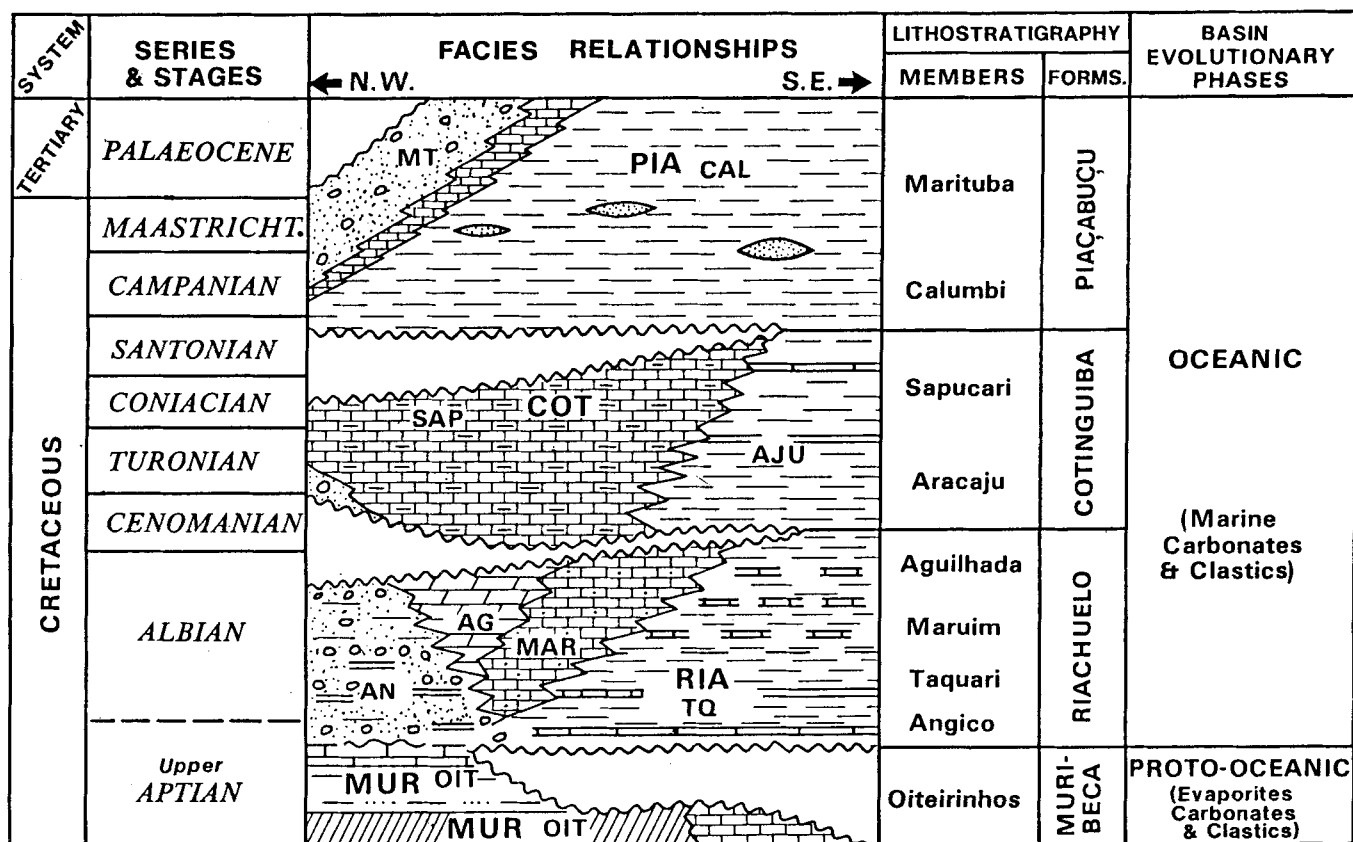 SYSTEM
SERIES
& STAGES
FACIES RELATIONSHIPS
N.W.
S.E.
LITHOSTRATIGRAPHY
MEMBERS
FORMS.
BASIN
EVOLUTIONARY
PHASES
TERTIARY
CRETACEOUS
PALAEOCENE
MAASTRICHT.
CAMPANIAN
SANTONIAN
CONIACIAN
TURONIAN
CENOMANIAN
ALBIAN
Upper
APTIAN
MT
PIA CAL
SAP COT
AJU
AG
MAR
AN
RIA
TQ
MUR OIT
MUR OIT
Marituba
Calumbi
Sapucari
Aracaju
Aguilhada
Maruim
Taquari
Angico
Oiteirinhos
PIAÇABUÇU
COTINGUIBA
RIACHUELO
MURI-
BECA
OCEANIC
(Marine
Carbonates
& Clastics)
PROTO-OCEANIC
(Evaporites
Carbonates
& Clastics)